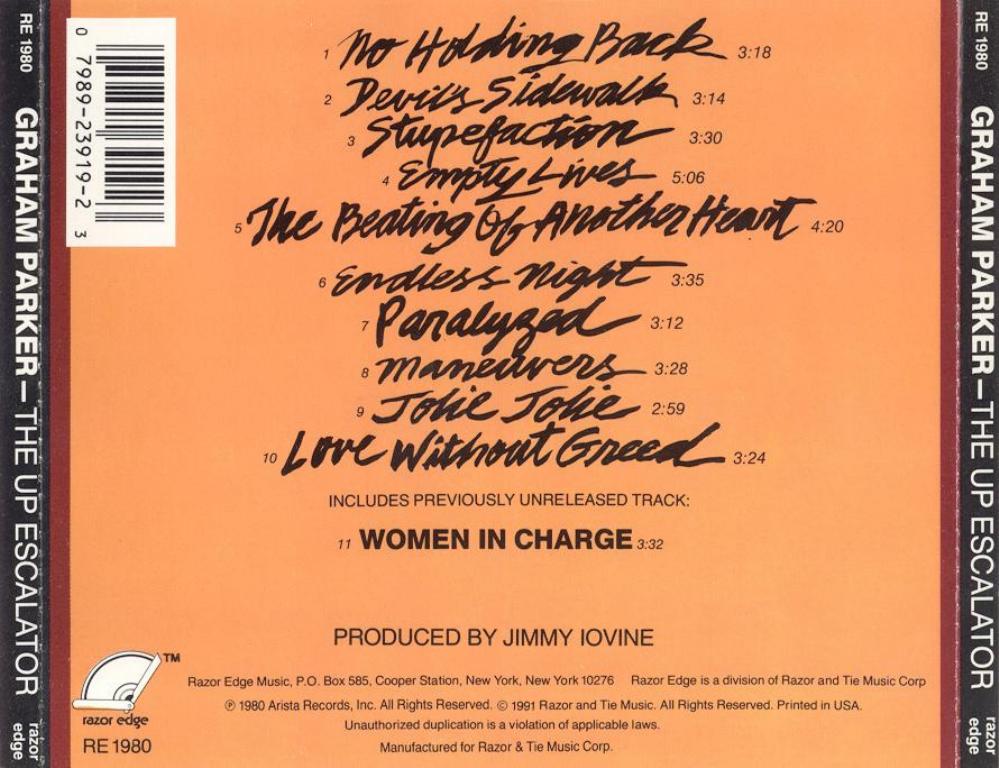 RE 1980 GRAHAM PARKER—THE UP ESCALATOR razor edge
0 7989-23919-2 3
1 No Holding Back 3:18
2 Devil's Sidewalk 3:14
3 Stupefaction 3:30
4 Empty Lives 5:06
5 The Beating Of Another Heart 4:20
6 Endless Night 3:35
7 Paralyzed 3:12
8 Maneuvers 3:28
9 Jolie Jolie 2:59
10 Love Without Greed 3:24
INCLUDES PREVIOUSLY UNRELEASED TRACK:
11 WOMEN IN CHARGE 3:32
PRODUCED BY JIMMY IOVINE
TM
razor edge
RE 1980
Razor Edge Music, P.O. Box 585, Cooper Station, New York, New York 10276 Razor Edge is a division of Razor and Tie Music Corp
℗ 1980 Arista Records, Inc. All Rights Reserved. © 1991 Razor and Tie Music. All Rights Reserved. Printed in USA.
Unauthorized duplication is a violation of applicable laws.
Manufactured for Razor & Tie Music Corp.
RE 1980 GRAHAM PARKER—THE UP ESCALATOR razor edge